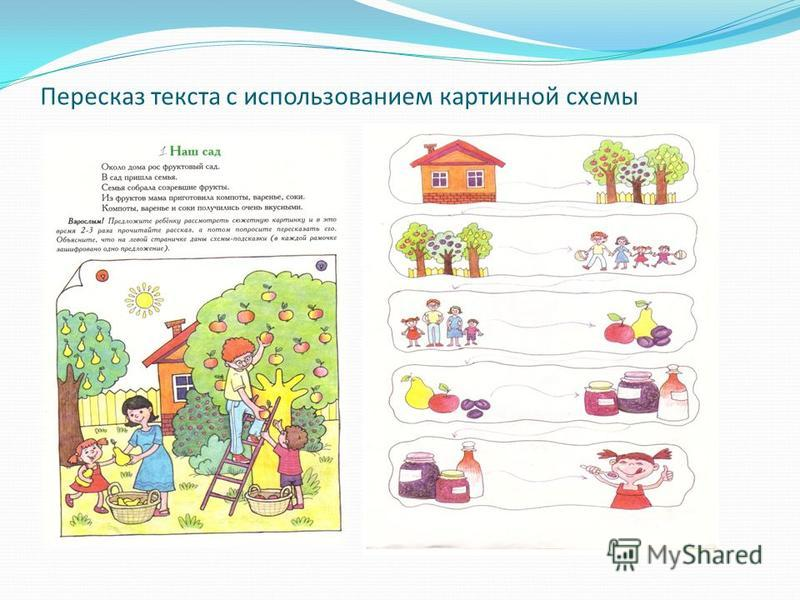 Пересказ текста с использованием картинной схемы
Наш сад
Около дома рос фруктовый сад.
В сад пришла семья.
Семья собрала созревшие фрукты.
Из фруктов мама приготовила компоты, варенье, соки.
Компоты, варенье и соки получились очень вкусными.
Взрослым! Предложите ребёнку рассмотреть сюжетную картинку и в это
время 2-3 раза прочитайте рассказ, а потом попросите пересказать его.
Объясните, что на левой страничке даны схемы-подсказки (в каждой рамочке
зашифровано одно предложение).
MyShared